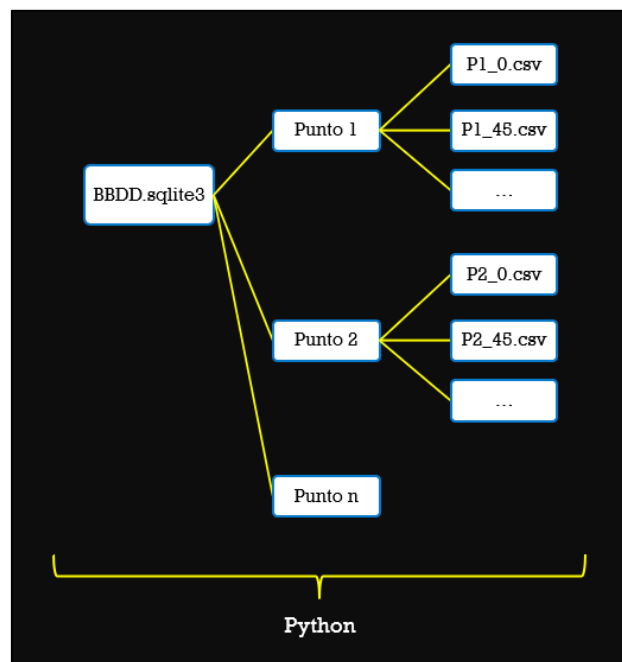 P1_0.csv
Punto 1
P1_45.csv
...
BBDD.sqlite3
P2_0.csv
Punto 2
P2_45.csv
...
Punto n
Python